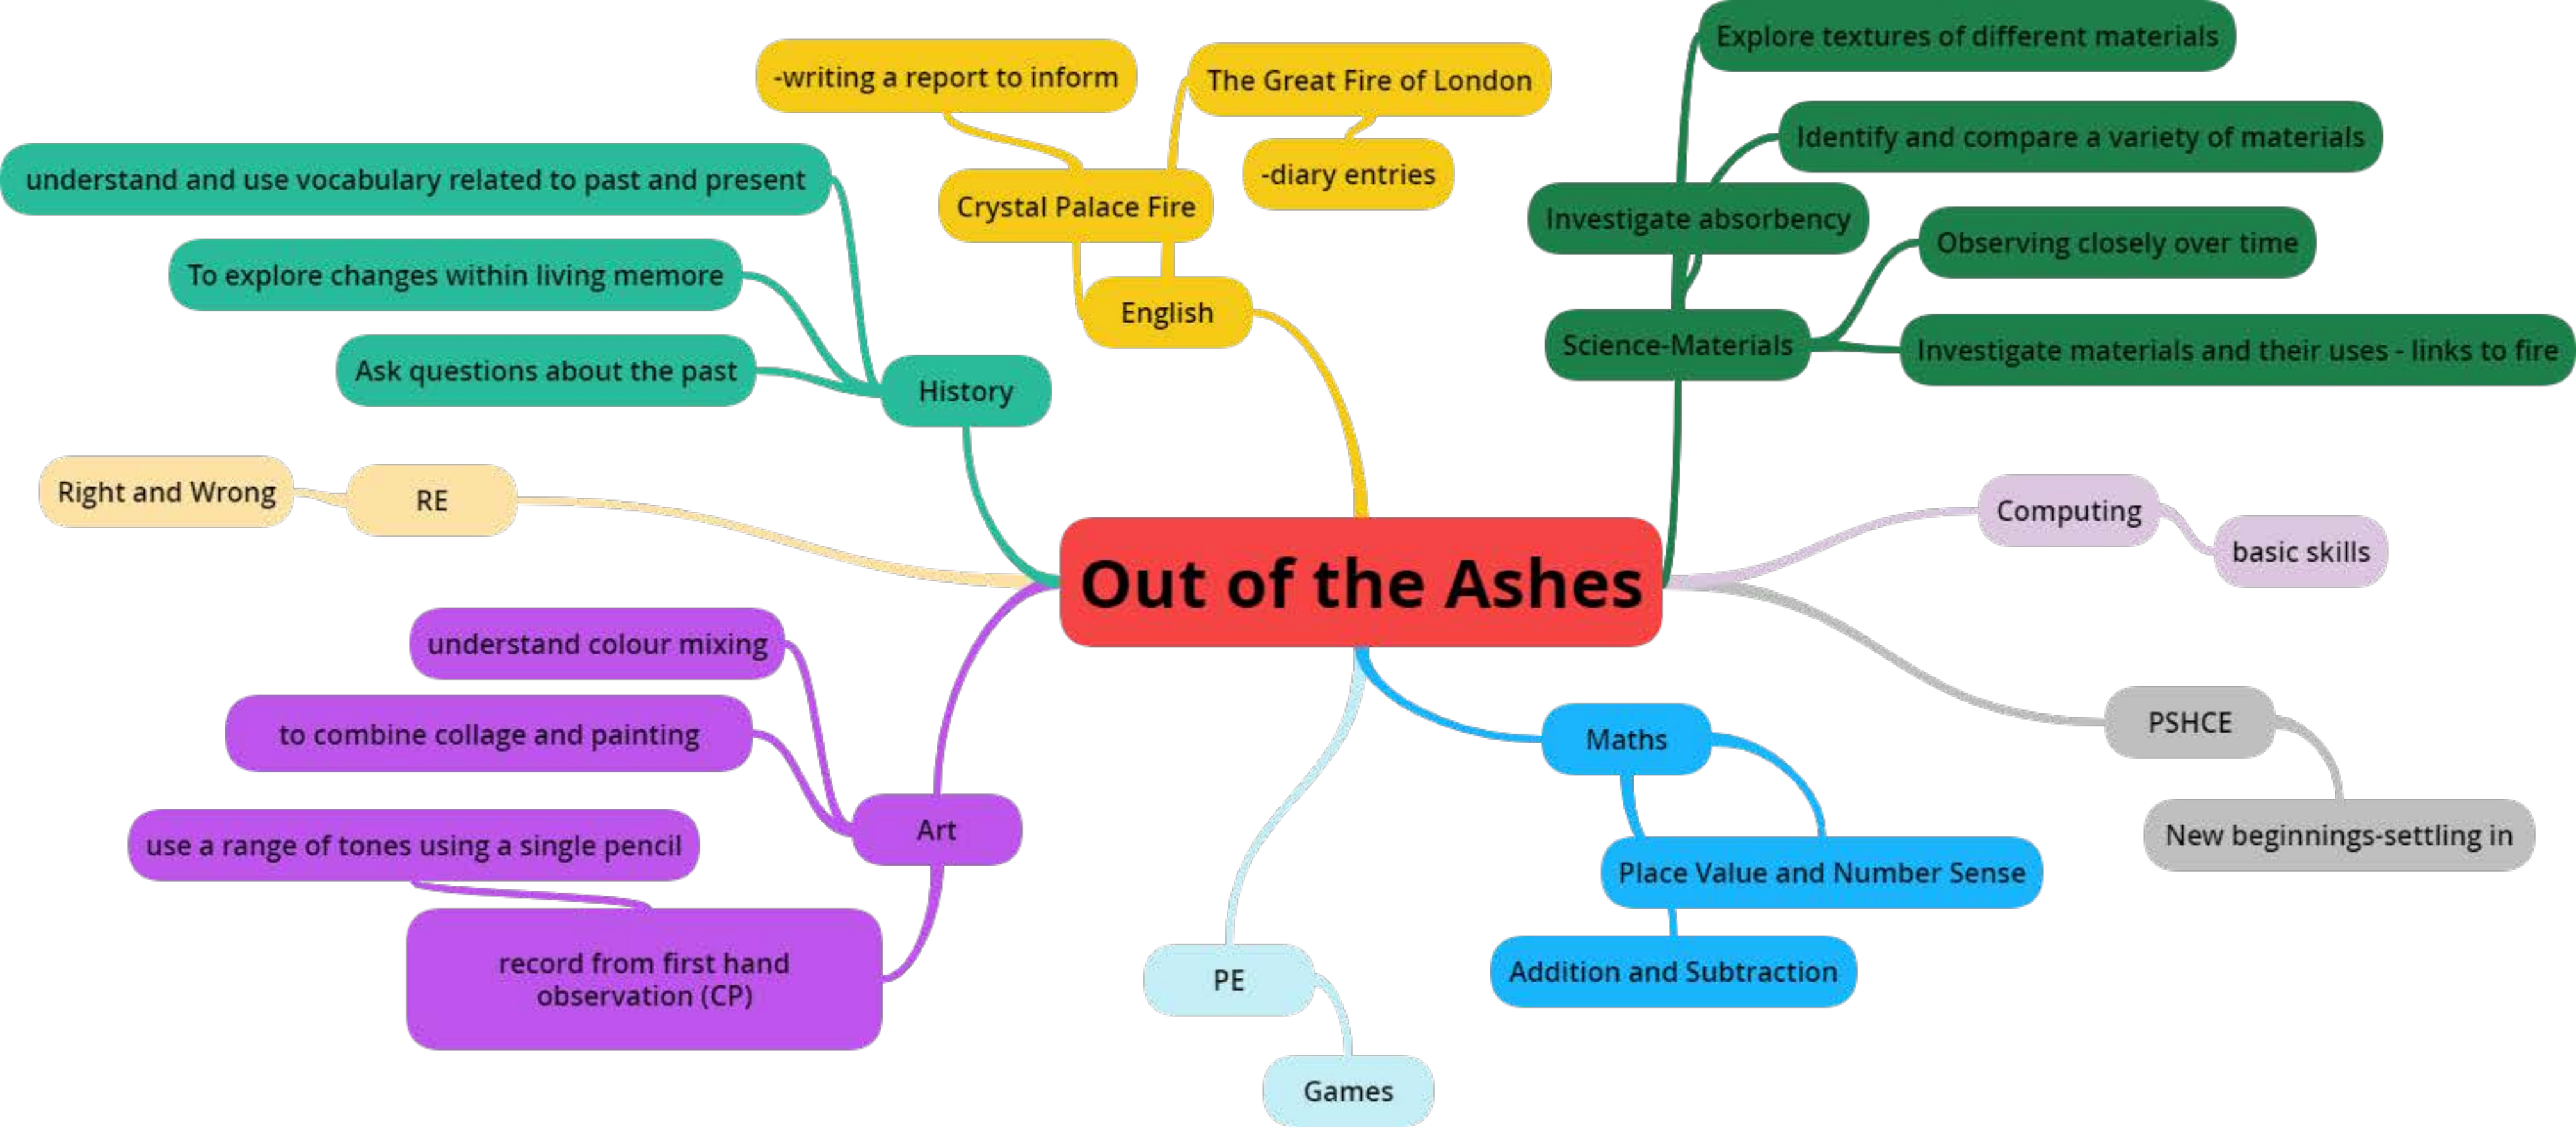 Explore textures of different materials
-writing a report to inform
The Great Fire of London
Identify and compare a variety of materials
understand and use vocabulary related to past and present
-diary entries
Crystal Palace Fire
Investigate absorbency
Observing closely over time
To explore changes within living memore
English
Science-Materials
Investigate materials and their uses - links to fire
Ask questions about the past
History
Right and Wrong
RE
Computing
basic skills
Out of the Ashes
understand colour mixing
to combine collage and painting
Maths
PSHCE
use a range of tones using a single pencil
Art
New beginnings-settling in
Place Value and Number Sense
record from first hand
observation (CP)
PE
Addition and Subtraction
Games